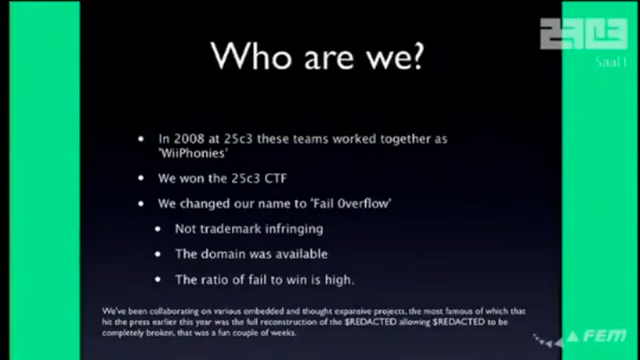 Who are we?
Saal 1
In 2008 at 25c3 these teams worked together as
'WiiPhonies'
We won the 25c3 CTF
We changed our name to 'Fail 0verflow'
Not trademark infringing
The domain was available
The ratio of fail to win is high.
We've been collaborating on various embedded and thought expansive projects, the most famous of which that
hit the press earlier this year was the full reconstruction of the $REDACTED allowing $REDACTED to be
completely broken, that was a fun couple of weeks.
FEM